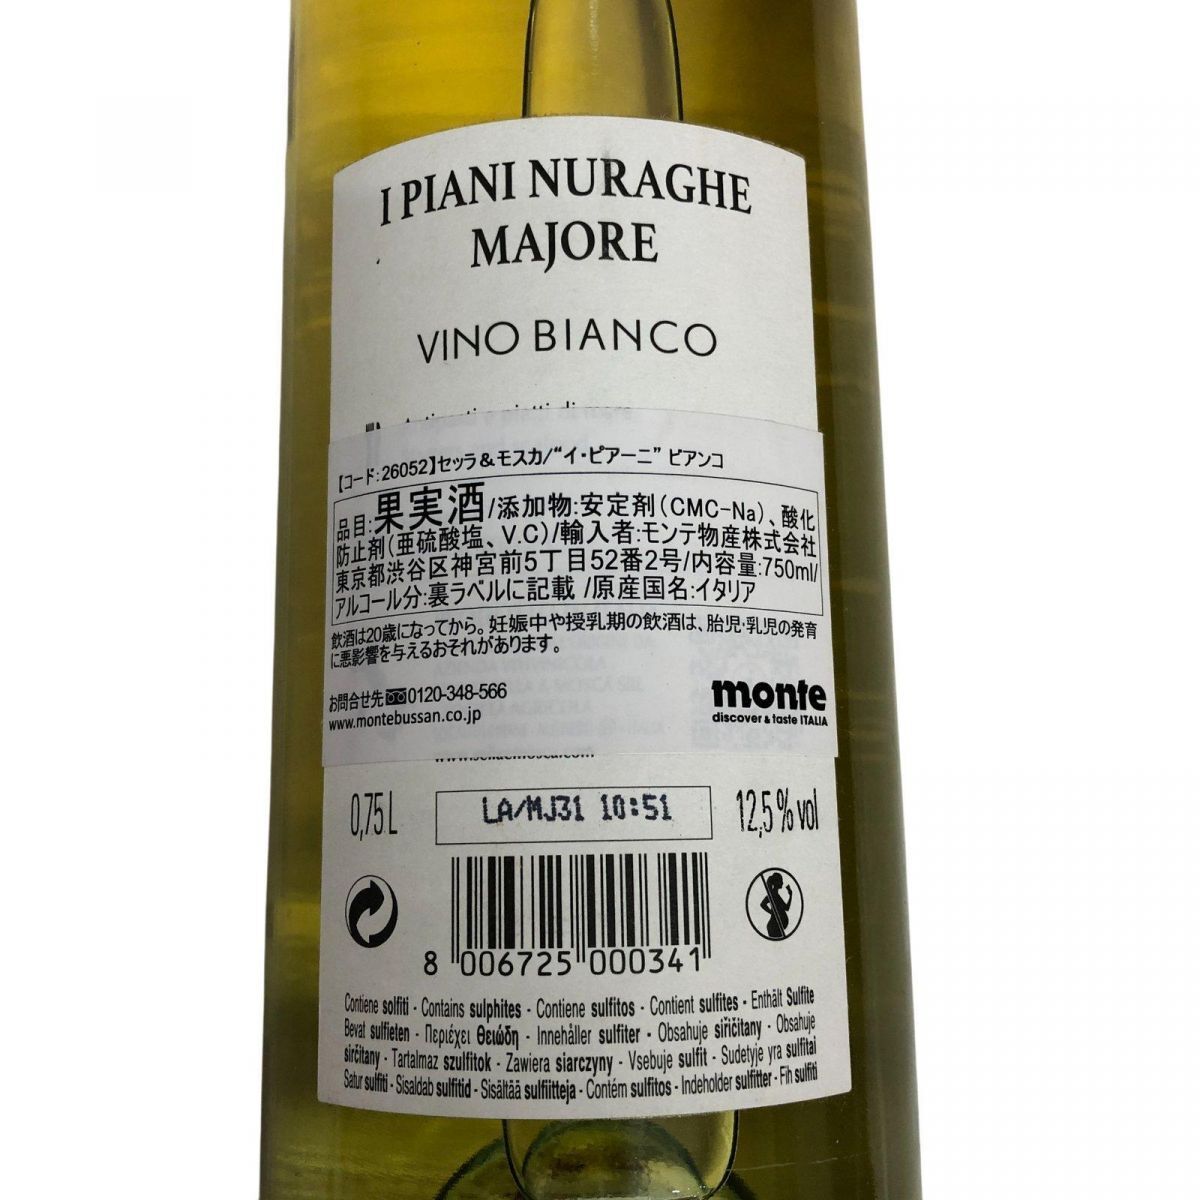 I PIANI NURAGHE
MAJORE
VINO BIANCO
【コード:26052】セッラ&モスカ/“イ・ピアーニ” ビアンコ
品目:果実酒/添加物:安定剤(CMC-Na)、酸化
防止剤(亜硫酸塩、V.C)/輸入者:モンテ物産株式会社
東京都渋谷区神宮前5丁目52番2号/内容量:750ml/
アルコール分:裏ラベルに記載 /原産国名:イタリア
飲酒は20歳になってから。妊娠中や授乳期の飲酒は、胎児・乳児の発育
に悪影響を与えるおそれがあります。
お問合せ先 0120-348-566
www.montebussan.co.jp
monte
discover & taste ITALIA
0,75L
LA/MJ31 10:51
12,5%vol
8 006725 000341
Contiene solfiti - Contains sulphites - Contiene sulfitos - Contient sulfites - Enthält Sulfite
Bevat sulfieten - Περιέχει Θειώδη - Innehåller sulfiter - Obsahuje siřičitany - Obsahuje
sirčitany - Tartalmaz szulfitok - Zawiera siarczyny - Vsebuje sulfit - Sudetyje yra sulfitai
Satur sulfiti - Sisaldab sulfitid - Sisältää sulfiitteja - Contém sulfitos - Indeholder sulfitter - Fih sulfiti